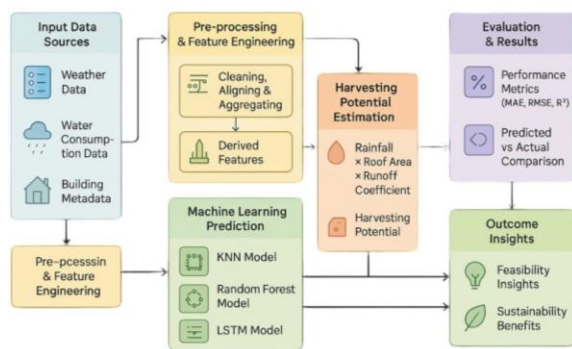 Input Data
Sources
Weather
Data
Water
Consump-
tion Data
Building
Metadata
Pre-processing
& Feature Engineering
Cleaning,
Aligning &
Aggregating
Derived
Features
Harvesting
Potential
Estimation
Rainfall
× Roof Area
× Runoff
Coefficient
Harvesting
Potential
Evaluation
& Results
Performance
Metrics
(MAE, RMSE, R²)
Predicted
vs Actual
Comparison
Pre-pcesssin
& Feature
Engineering
Machine Learning
Prediction
KNN Model
Random Forest
Model
LSTM Model
Outcome
Insights
Feasibility
Insights
Sustainability
Benefits